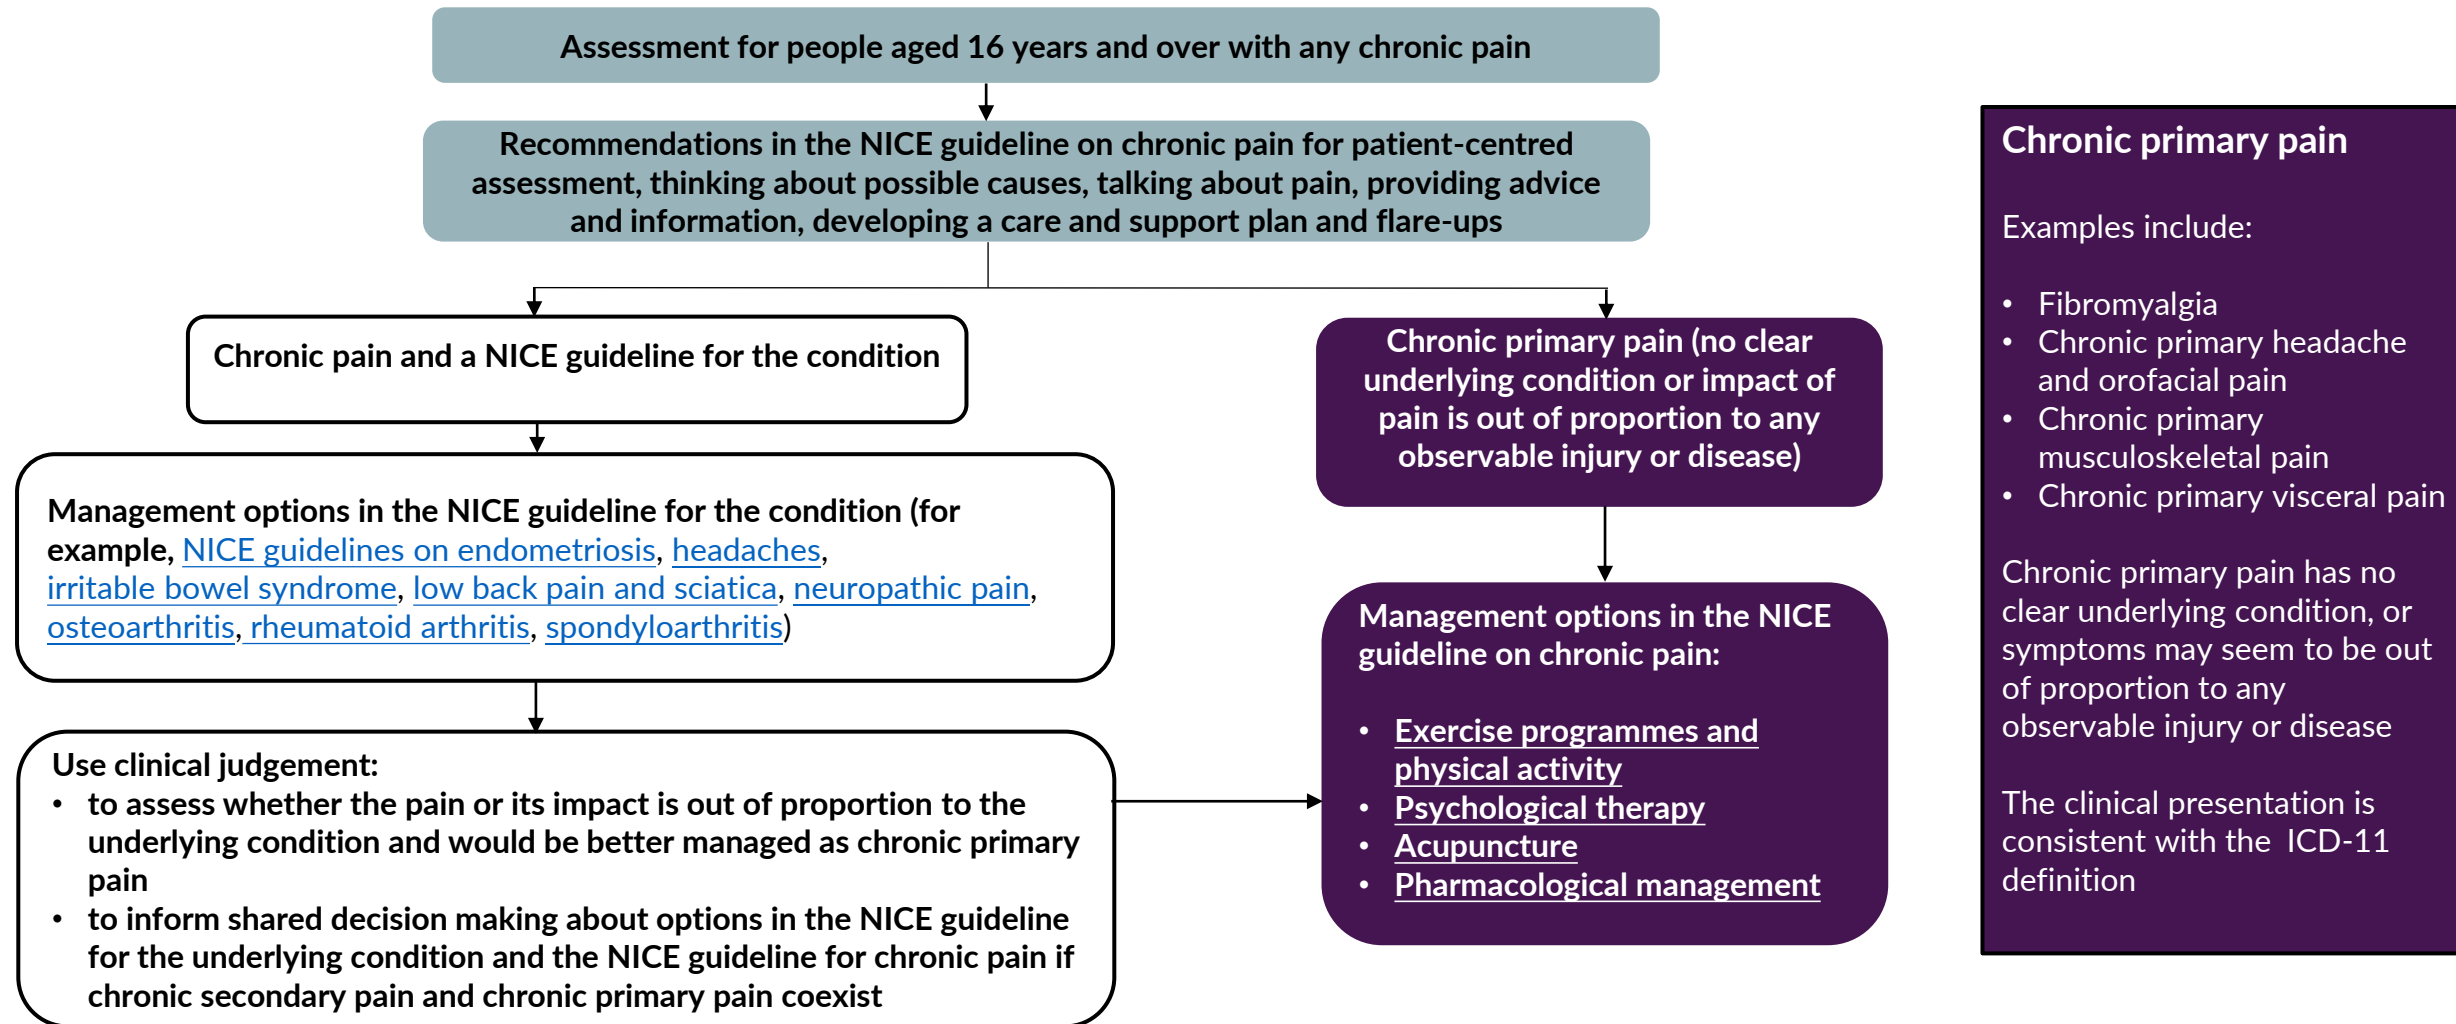 Assessment for people aged 16 years and over with any chronic pain
Recommendations in the NICE guideline on chronic pain for patient-centred
assessment, thinking about possible causes, talking about pain, providing advice
and information, developing a care and support plan and flare-ups
Chronic pain and a NICE guideline for the condition
Management options in the NICE guideline for the condition (for
example, NICE guidelines on endometriosis, headaches,
irritable bowel syndrome, low back pain and sciatica, neuropathic pain,
osteoarthritis, rheumatoid arthritis, spondyloarthritis)
Use clinical judgement:
• to assess whether the pain or its impact is out of proportion to the
underlying condition and would be better managed as chronic primary
pain
• to inform shared decision making about options in the NICE guideline
for the underlying condition and the NICE guideline for chronic pain if
chronic secondary pain and chronic primary pain coexist
Chronic primary pain (no clear
underlying condition or impact of
pain is out of proportion to any
observable injury or disease)
Management options in the NICE
guideline on chronic pain:
• Exercise programmes and
physical activity
• Psychological therapy
• Acupuncture
• Pharmacological management
Chronic primary pain
Examples include:
• Fibromyalgia
• Chronic primary headache
and orofacial pain
• Chronic primary
musculoskeletal pain
• Chronic primary visceral pain
Chronic primary pain has no
clear underlying condition, or
symptoms may seem to be out
of proportion to any
observable injury or disease
The clinical presentation is
consistent with the ICD-11
definition